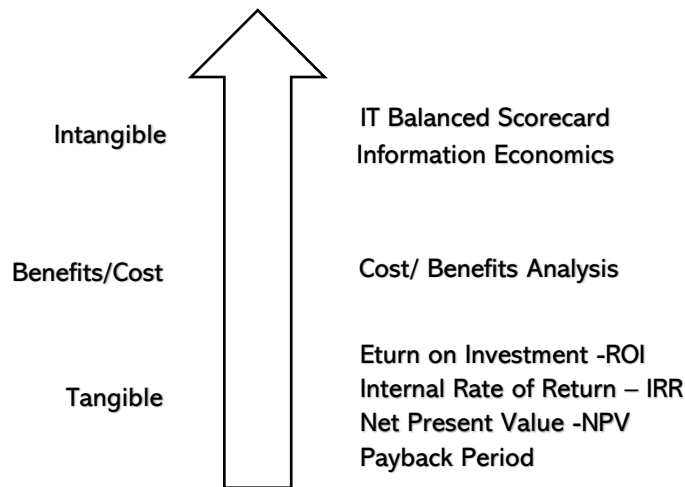 Intangible
IT Balanced Scorecard
Information Economics
Benefits/Cost
Cost/ Benefits Analysis
Tangible
Eturn on Investment -ROI
Internal Rate of Return – IRR
Net Present Value -NPV
Payback Period